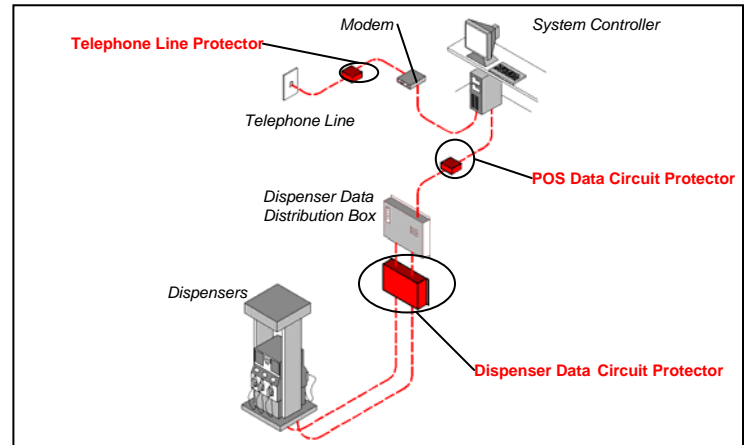 Modem
System Controller
Telephone Line Protector
Telephone Line
POS Data Circuit Protector
Dispenser Data
Distribution Box
Dispensers
Dispenser Data Circuit Protector